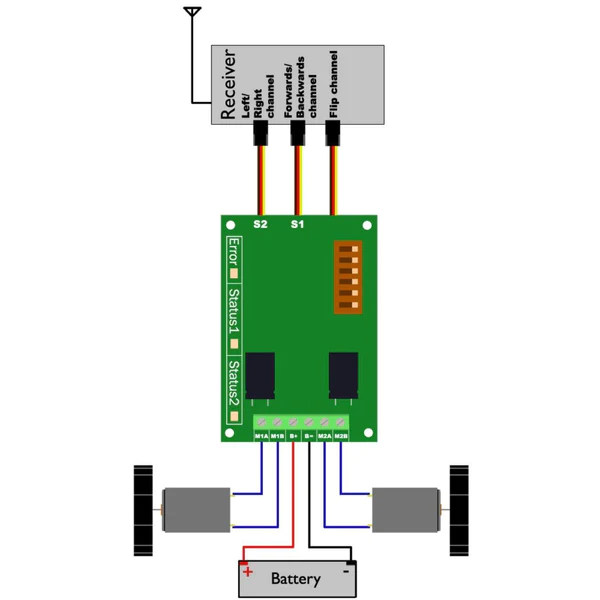 Receiver
Left/
Right
channel
Forwards/
Backwards
channel
Flip channel
S2
S1
Error
Status1
Status2
M1A
M1B
B+
B-
M2A
M2B
+
Battery
-